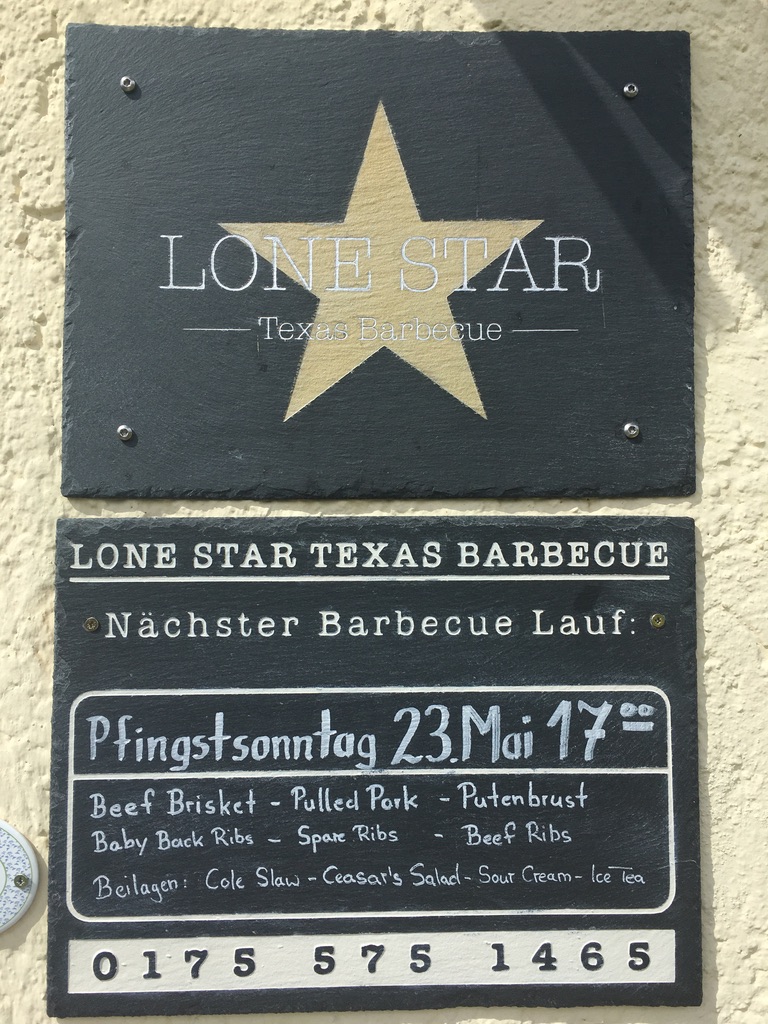 LONE STAR
Texas Barbecue
LONE STAR TEXAS BARBECUE
Nächster Barbecue Lauf:
Pfingstsonntag 23.Mai 17⁰⁰
Beef Brisket - Pulled Pork - Putenbrust
Baby Back Ribs - Spare Ribs - Beef Ribs
Beilagen: Cole Slaw - Ceasar's Salad - Sour Cream - Ice Tea
0175 575 1465